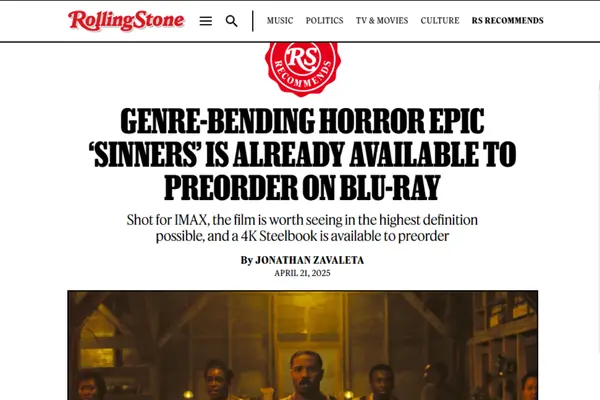 RollingStone
MUSIC POLITICS TV & MOVIES CULTURE RS RECOMMENDS
RS
RECOMMENDS
GENRE-BENDING HORROR EPIC
‘SINNERS’ IS ALREADY AVAILABLE TO
PREORDER ON BLU-RAY
Shot for IMAX, the film is worth seeing in the highest definition
possible, and a 4K Steelbook is available to preorder
By JONATHAN ZAVALETA
APRIL 21, 2025